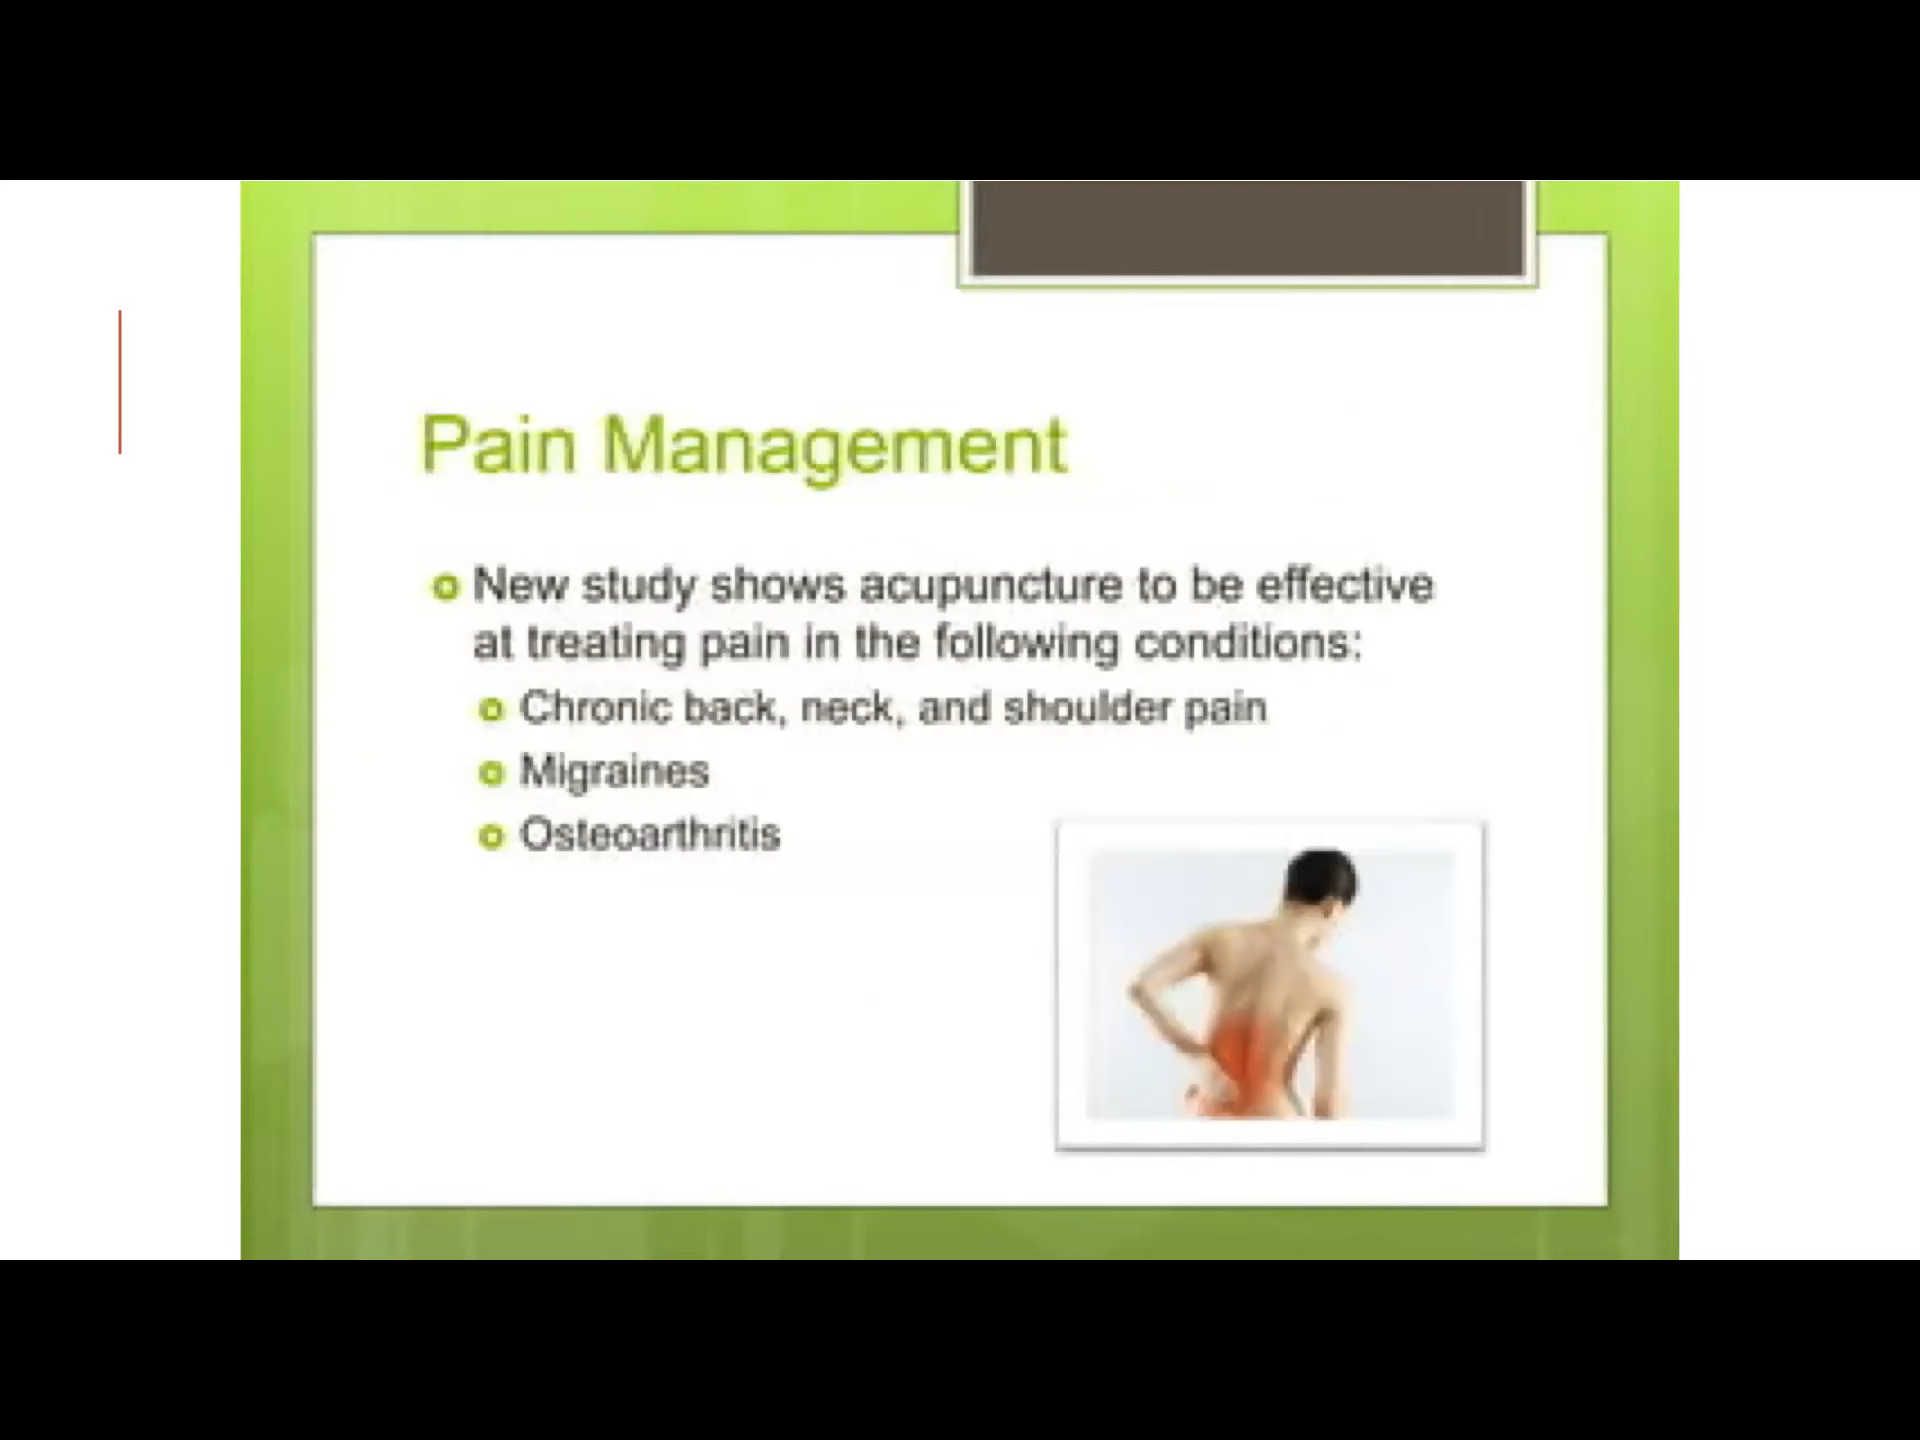 Pain Management
New study shows acupuncture to be effective
at treating pain in the following conditions:
Chronic back, neck, and shoulder pain
Migraines
Osteoarthritis